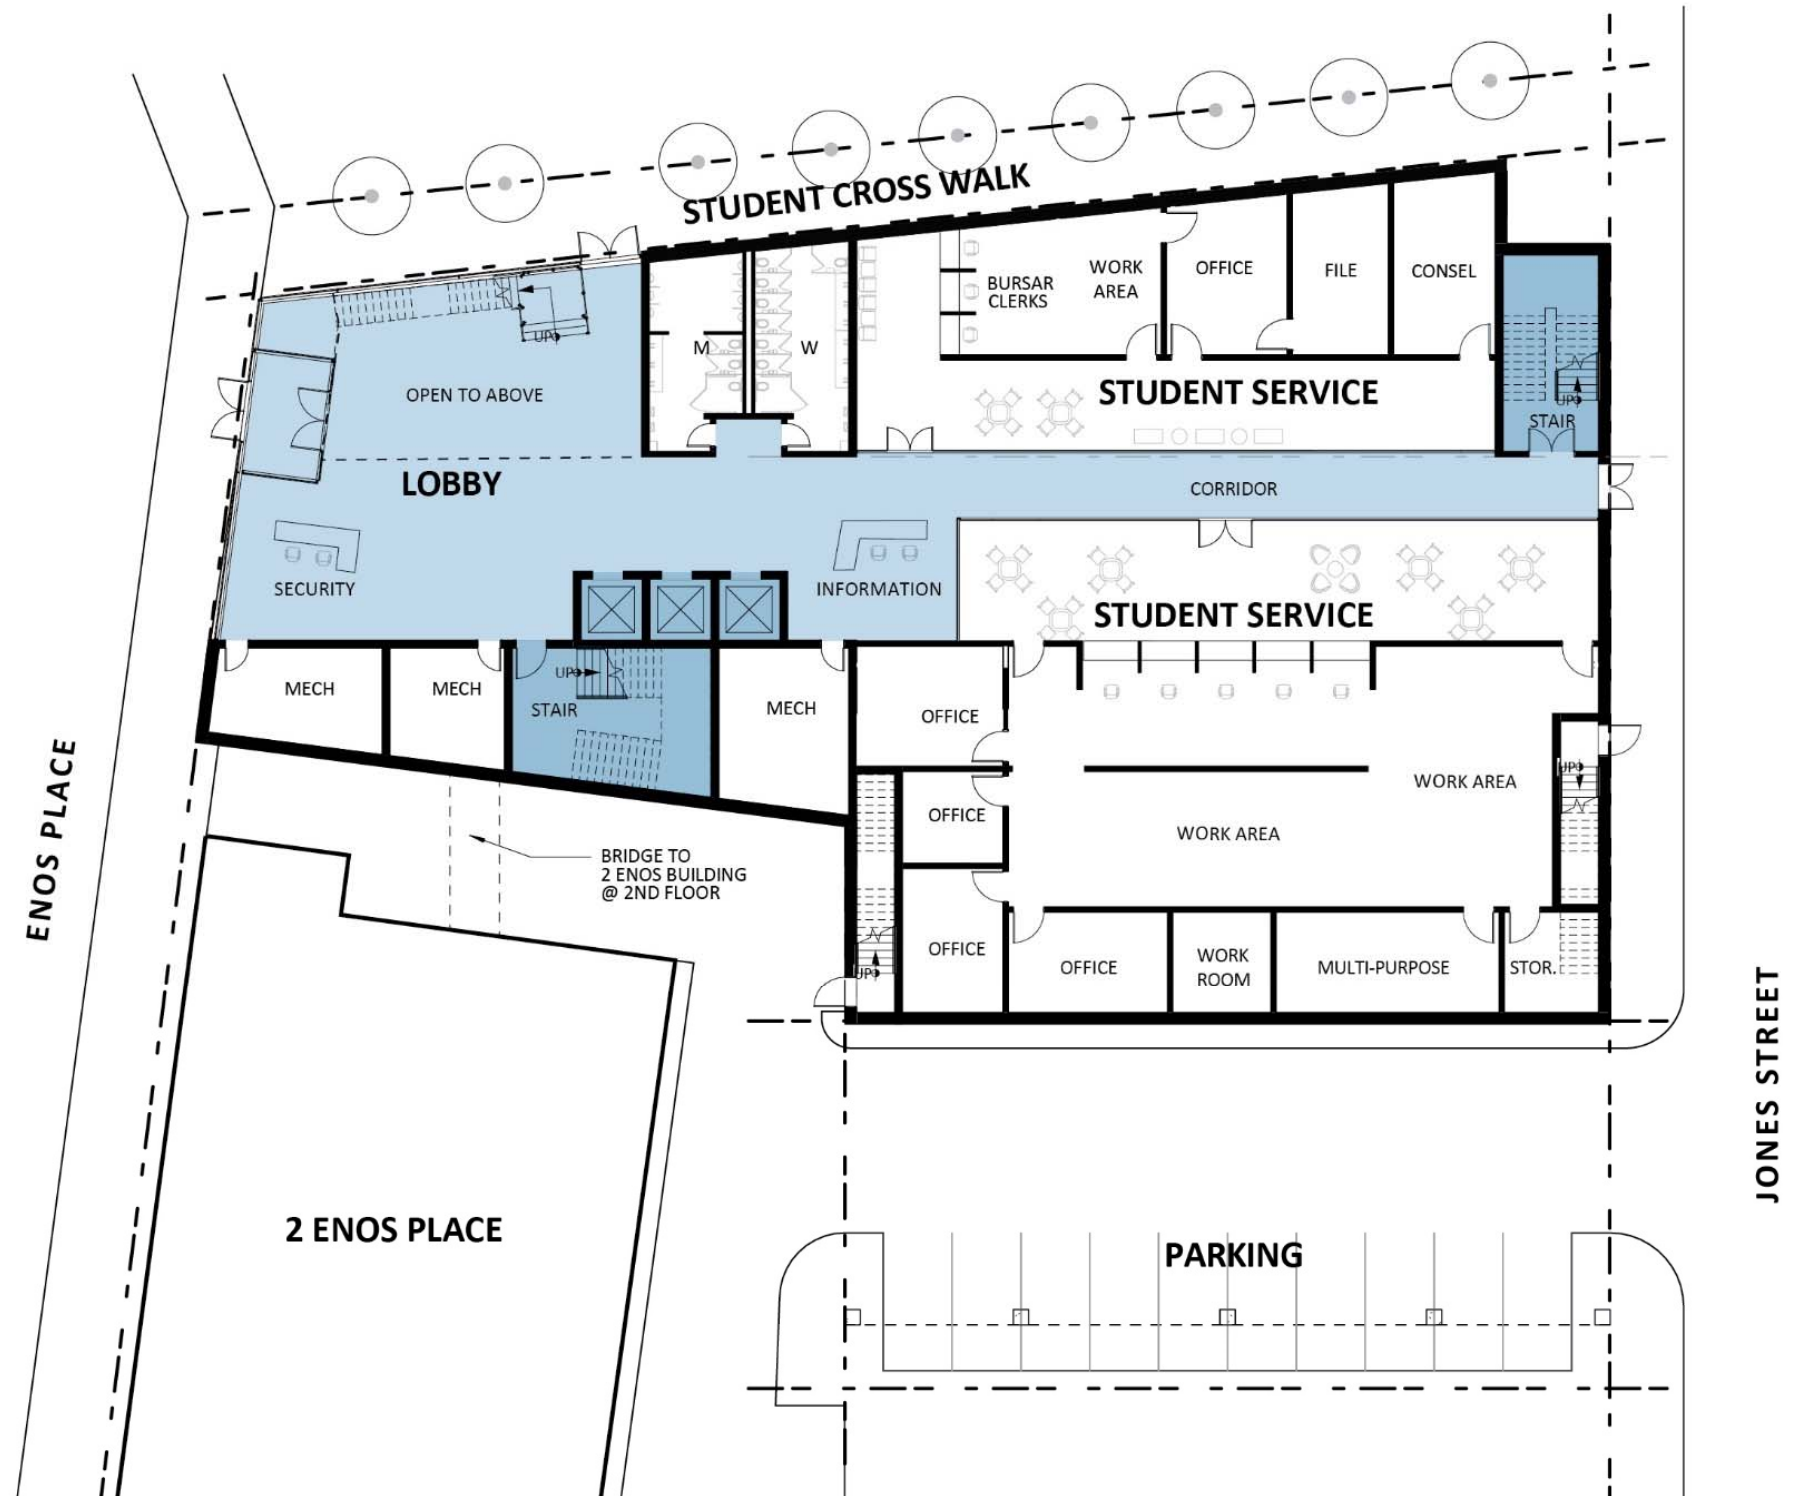 STUDENT CROSS WALK
BURSAR
CLERKS
WORK
AREA
OFFICE
FILE
CONSEL
M
W
UP
OPEN TO ABOVE
STUDENT SERVICE
UP
STAIR
LOBBY
CORRIDOR
SECURITY
INFORMATION
STUDENT SERVICE
MECH
MECH
UP
STAIR
MECH
OFFICE
WORK AREA
UP
OFFICE
WORK AREA
BRIDGE TO
2 ENOS BUILDING
@ 2ND FLOOR
UP
OFFICE
OFFICE
WORK
ROOM
MULTI-PURPOSE
STOR.
ENOS PLACE
JONES STREET
2 ENOS PLACE
PARKING